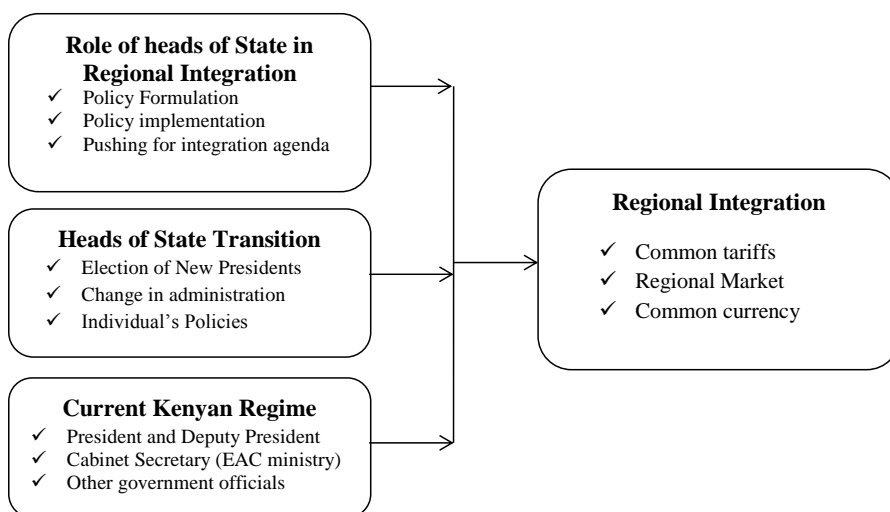 Role of heads of State in
Regional Integration
✓ Policy Formulation
✓ Policy implementation
✓ Pushing for integration agenda
Heads of State Transition
✓ Election of New Presidents
✓ Change in administration
✓ Individual’s Policies
Current Kenyan Regime
✓ President and Deputy President
✓ Cabinet Secretary (EAC ministry)
✓ Other government officials
Regional Integration
✓ Common tariffs
✓ Regional Market
✓ Common currency